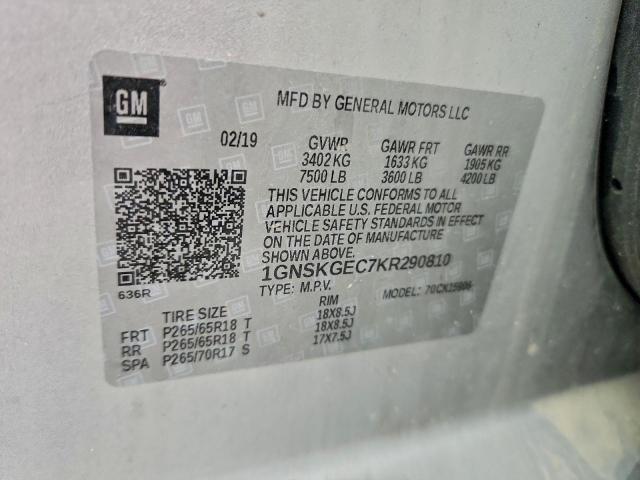 GM
MFD BY GENERAL MOTORS LLC
02/19 GVWR GAWR FRT GAWR RR
3402 KG 1633 KG 1905 KG
7500 LB 3600 LB 4200 LB
THIS VEHICLE CONFORMS TO ALL
APPLICABLE U.S. FEDERAL MOTOR
VEHICLE SAFETY STANDARDS IN EFFECT
ON THE DATE OF MANUFACTURE
SHOWN ABOVE.
1GNSKGEC7KR290810
636R
TYPE: M.P.V. MODEL:
TIRE SIZE RIM
FRT P265/65R18 T 18X8.5J
RR P265/65R18 T 18X8.5J
SPA P265/70R17 S 17X7.5J